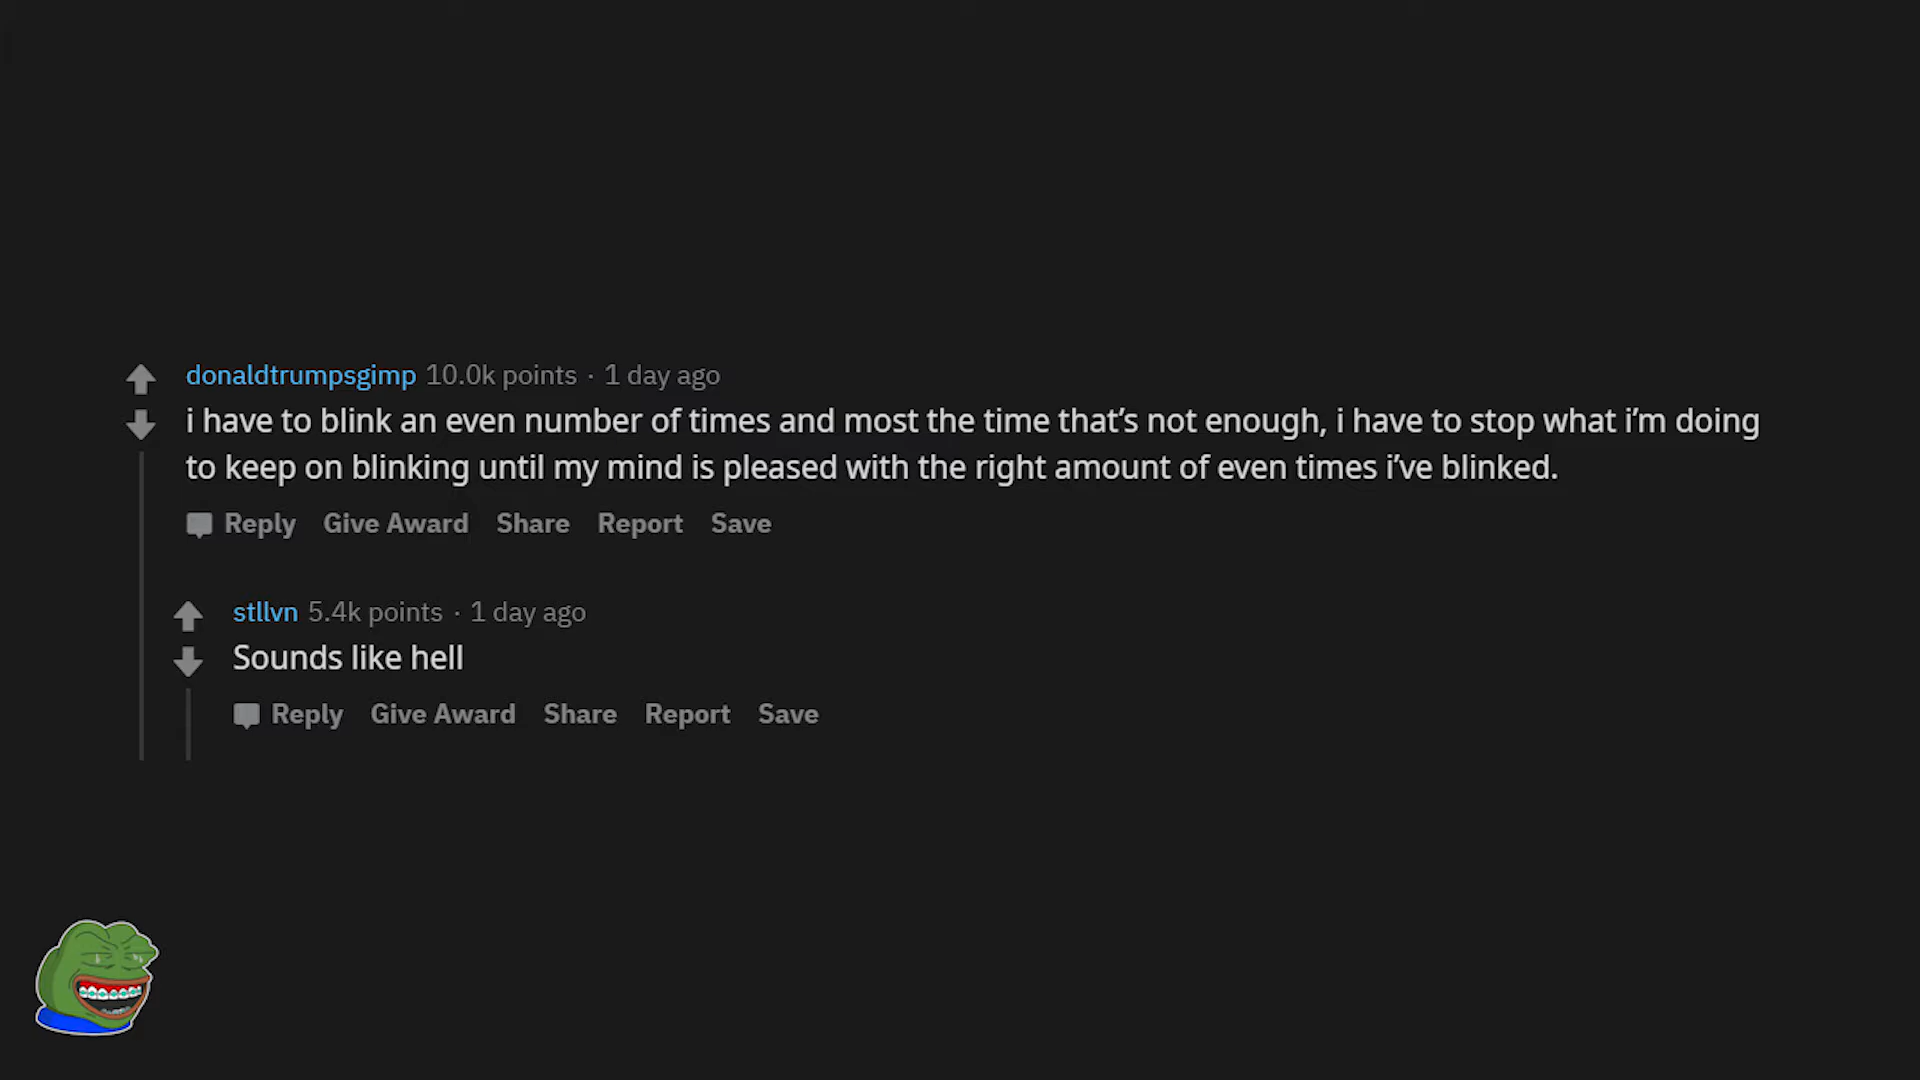 donaldtrumpsgimp 10.0k points · 1 day ago
i have to blink an even number of times and most the time that’s not enough, i have to stop what i’m doing
to keep on blinking until my mind is pleased with the right amount of even times i’ve blinked.
Reply Give Award Share Report Save
stllvn 5.4k points · 1 day ago
Sounds like hell
Reply Give Award Share Report Save